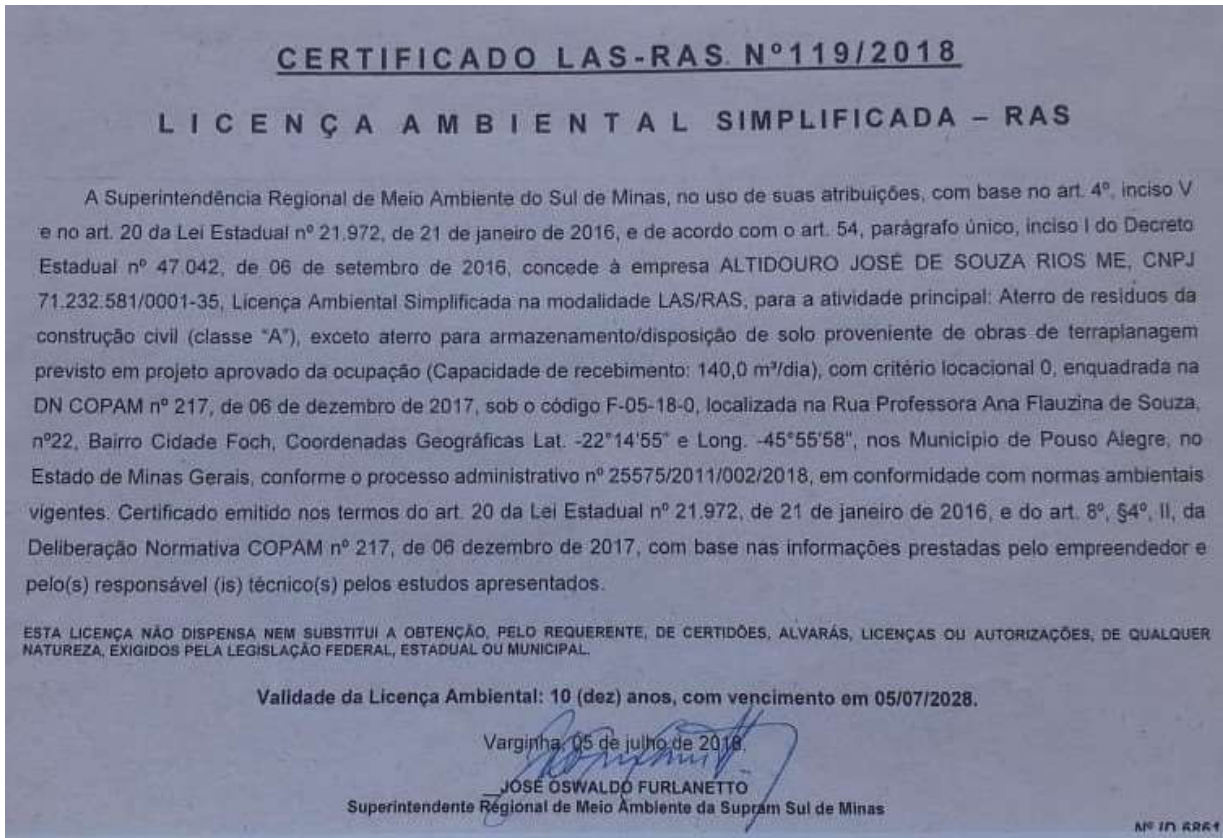 CERTIFICADO LAS-RAS. Nº119/2018
LICENÇA AMBIENTAL SIMPLIFICADA – RAS
A Superintendência Regional de Meio Ambiente do Sul de Minas, no uso de suas atribuições, com base no art. 4º, inciso V
e no art. 20 da Lei Estadual nº 21.972, de 21 de janeiro de 2016, e de acordo com o art. 54, parágrafo único, inciso I do Decreto
Estadual nº 47.042, de 06 de setembro de 2016, concede à empresa ALTIDOURO JOSÉ DE SOUZA RIOS ME, CNPJ
71.232.581/0001-35, Licença Ambiental Simplificada na modalidade LAS/RAS, para a atividade principal: Aterro de resíduos da
construção civil (classe “A”), exceto aterro para armazenamento/disposição de solo proveniente de obras de terraplanagem
previsto em projeto aprovado da ocupação (Capacidade de recebimento: 140,0 m³/dia), com critério locacional 0, enquadrada na
DN COPAM nº 217, de 06 de dezembro de 2017, sob o código F-05-18-0, localizada na Rua Professora Ana Flauzina de Souza,
nº22, Bairro Cidade Foch, Coordenadas Geográficas Lat. -22°14'55" e Long. -45°55'58", nos Municipio de Pouso Alegre, no
Estado de Minas Gerais, conforme o processo administrativo nº 25575/2011/002/2018, em conformidade com normas ambientais
vigentes. Certificado emitido nos termos do art. 20 da Lei Estadual nº 21.972, de 21 de janeiro de 2016, e do art. 8º, §4º, II, da
Deliberação Normativa COPAM nº 217, de 06 dezembro de 2017, com base nas informações prestadas pelo empreendedor e
pelo(s) responsável (is) técnico(s) pelos estudos apresentados.
ESTA LICENÇA NÃO DISPENSA NEM SUBSTITUI A OBTENÇÃO, PELO REQUERENTE, DE CERTIDÕES, ALVARÁS, LICENÇAS OU AUTORIZAÇÕES, DE QUALQUER
NATUREZA, EXIGIDOS PELA LEGISLAÇÃO FEDERAL, ESTADUAL OU MUNICIPAL.
Validade da Licença Ambiental: 10 (dez) anos, com vencimento em 05/07/2028.
Varginha, 05 de julho de 2018.
JOSÉ OSWALDO FURLANETTO
Superintendente Regional de Meio Ambiente da Supram Sul de Minas
Nº ID